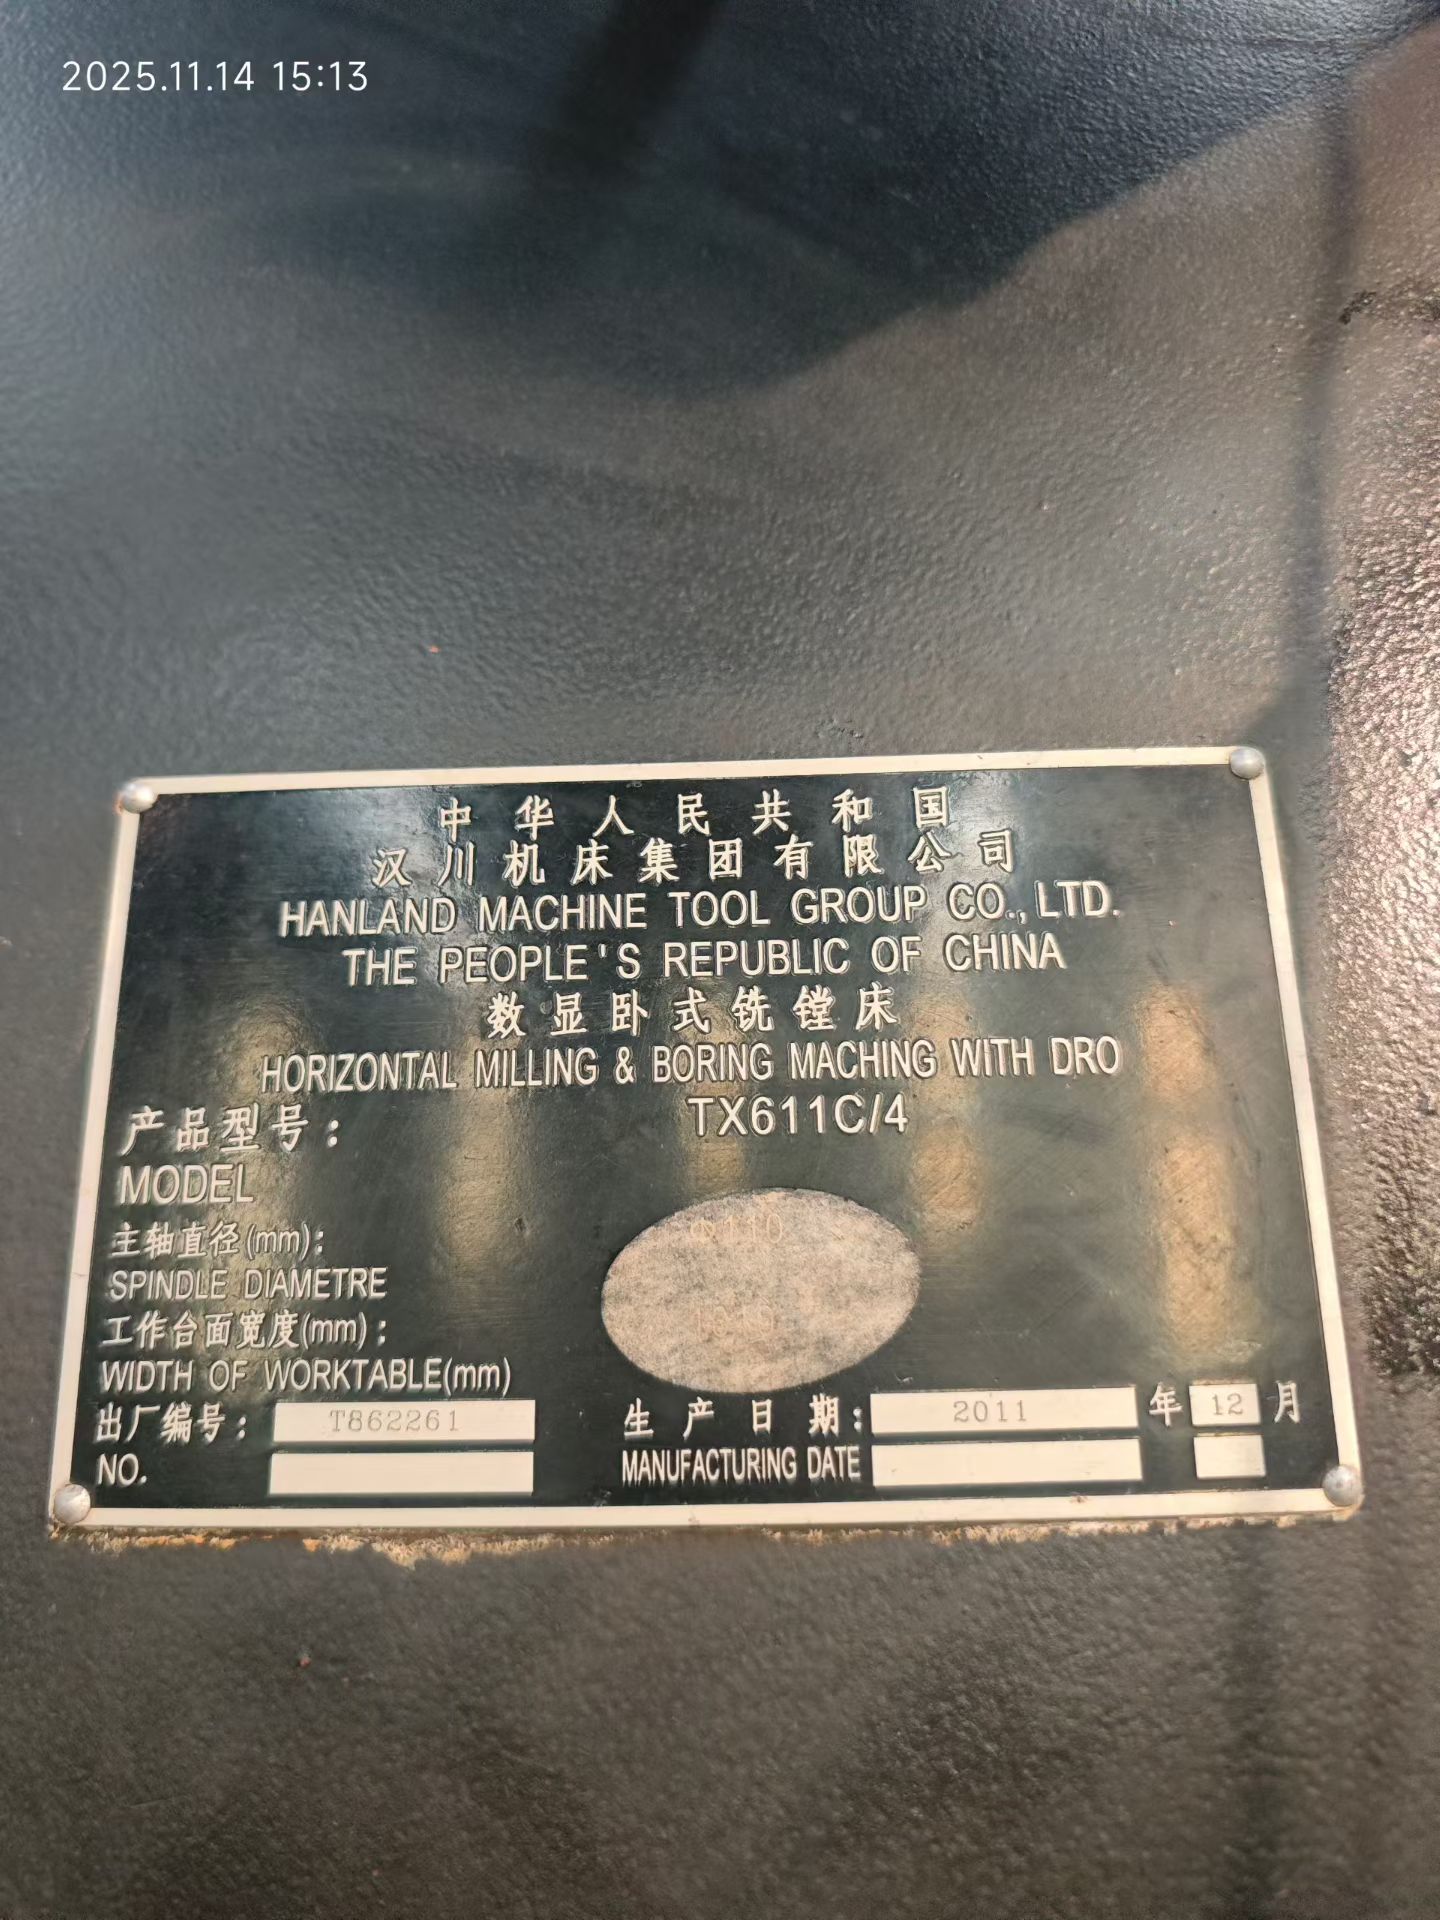 2025.11.14 15:13
中华人民共和国
汉川机床集团有限公司
HANLAND MACHINE TOOL GROUP CO., LTD.
THE PEOPLE'S REPUBLIC OF CHINA
数显卧式铣镗床
HORIZONTAL MILLING & BORING MACHING WITH DRO
产品型号: TX611C/4
MODEL
主轴直径(mm): Φ110
SPINDLE DIAMETRE
工作台面宽度(mm):
WIDTH OF WORKTABLE(mm)
出厂编号: T862261 生产日期: 2011 年 12 月
NO. MANUFACTURING DATE